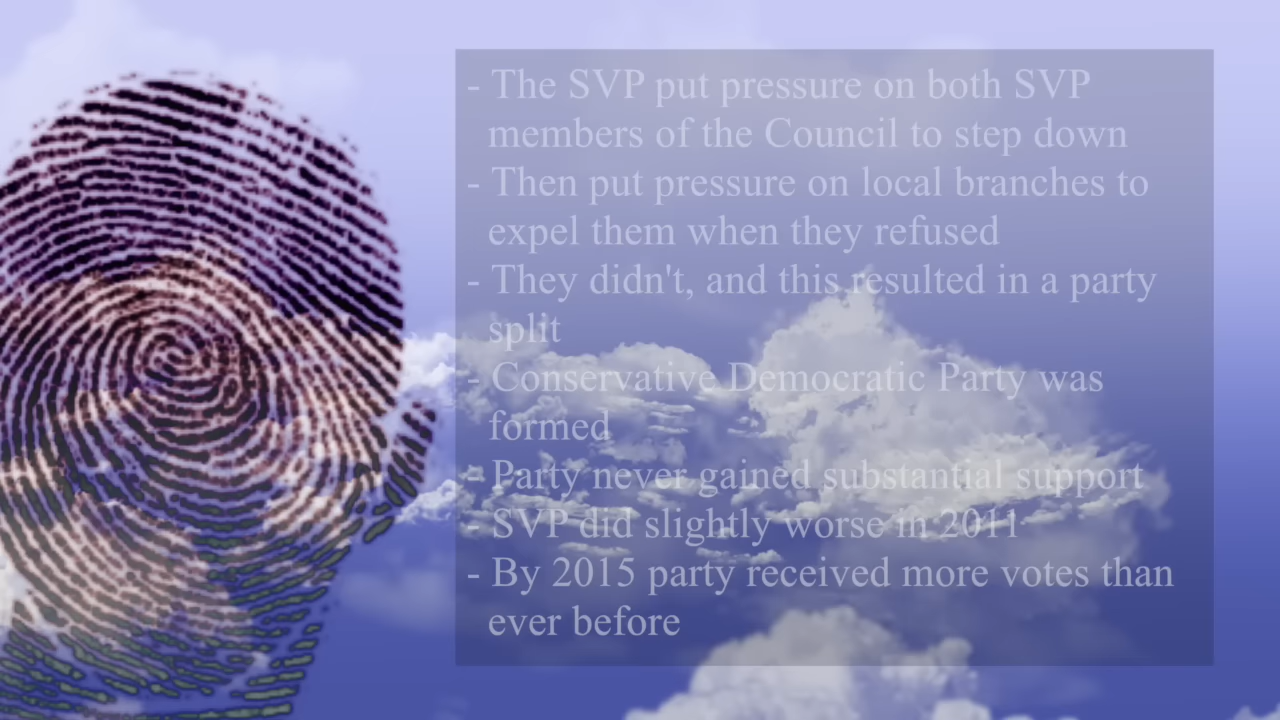 - The SVP put pressure on both SVP
members of the Council to step down
- Then put pressure on local branches to
expel them when they refused
- They didn't, and this resulted in a party
split
- Conservative Democratic Party was
formed
- Party never gained substantial support
- SVP did slightly worse in 2011
- By 2015 party received more votes than
ever before